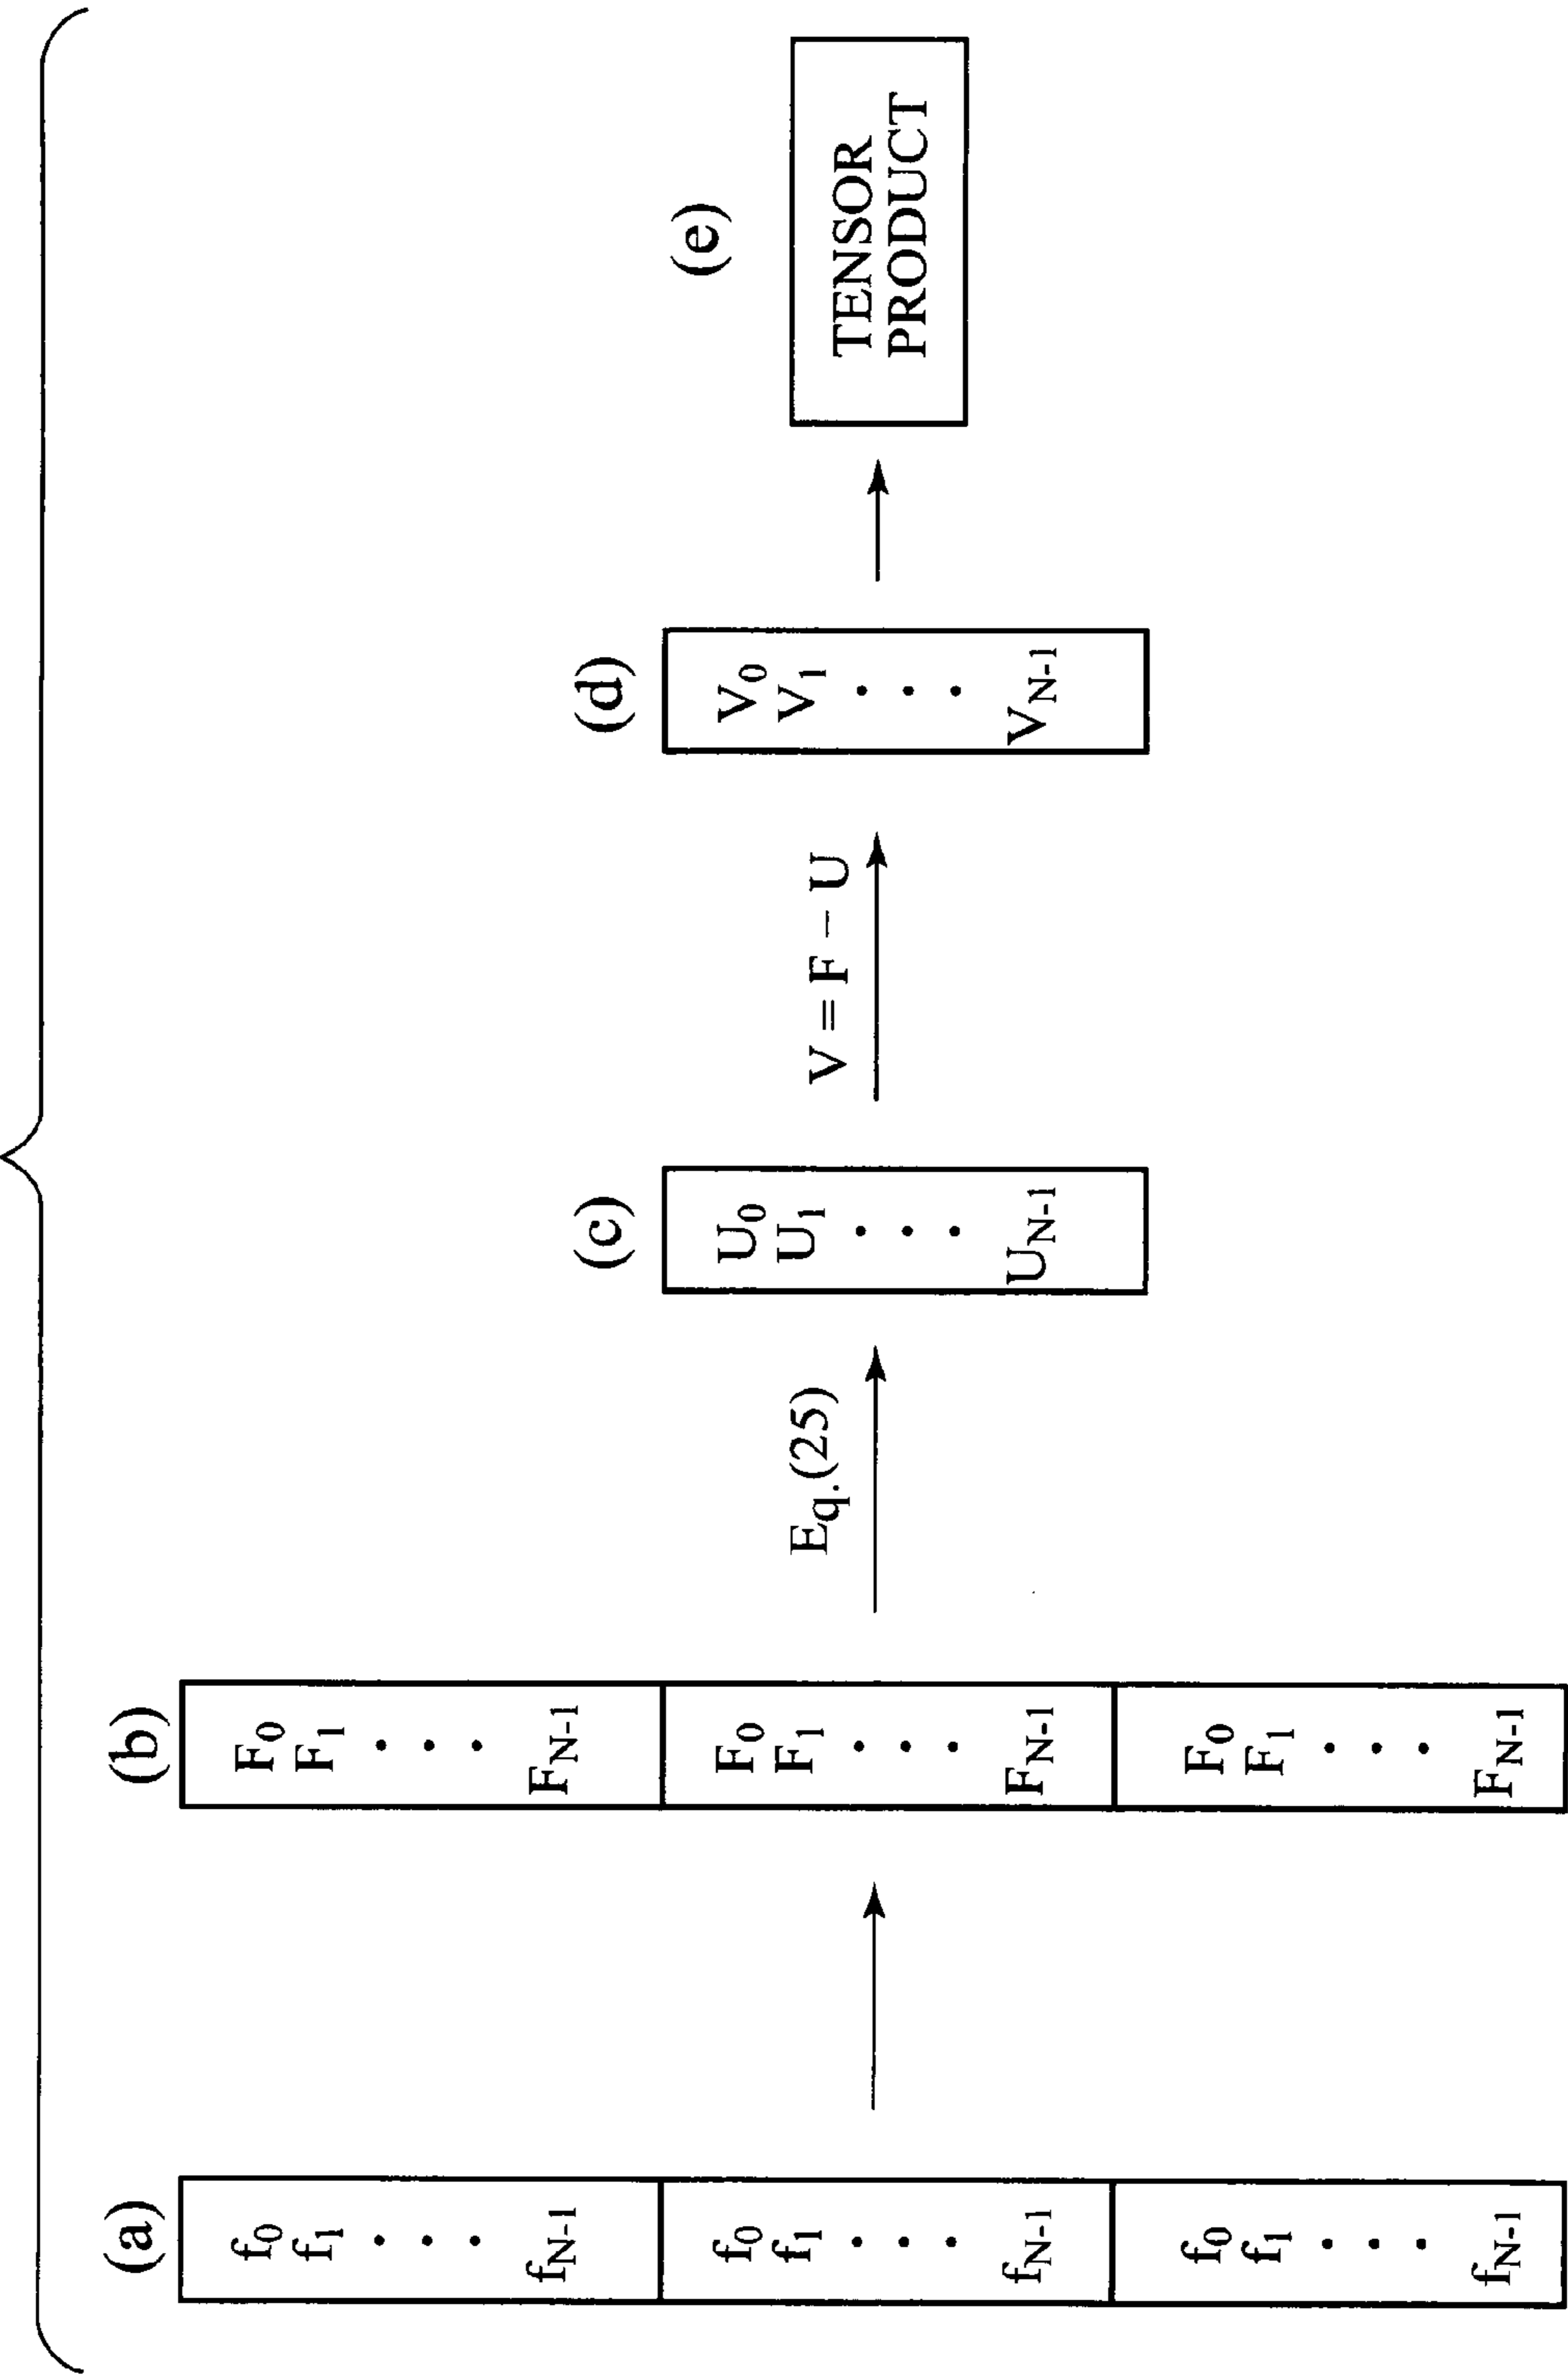 (a)
f0
f1
· · ·
fN-1
f0
f1
· · ·
fN-1
f0
f1
· · ·
fN-1
(b)
F0
F1
· · ·
FN-1
F0
F1
· · ·
FN-1
F0
F1
· · ·
FN-1
Eq.(25)
(c)
U0
U1
· · ·
UN-1
V = F − U
(d)
V0
V1
· · ·
VN-1
(e)
TENSOR
PRODUCT